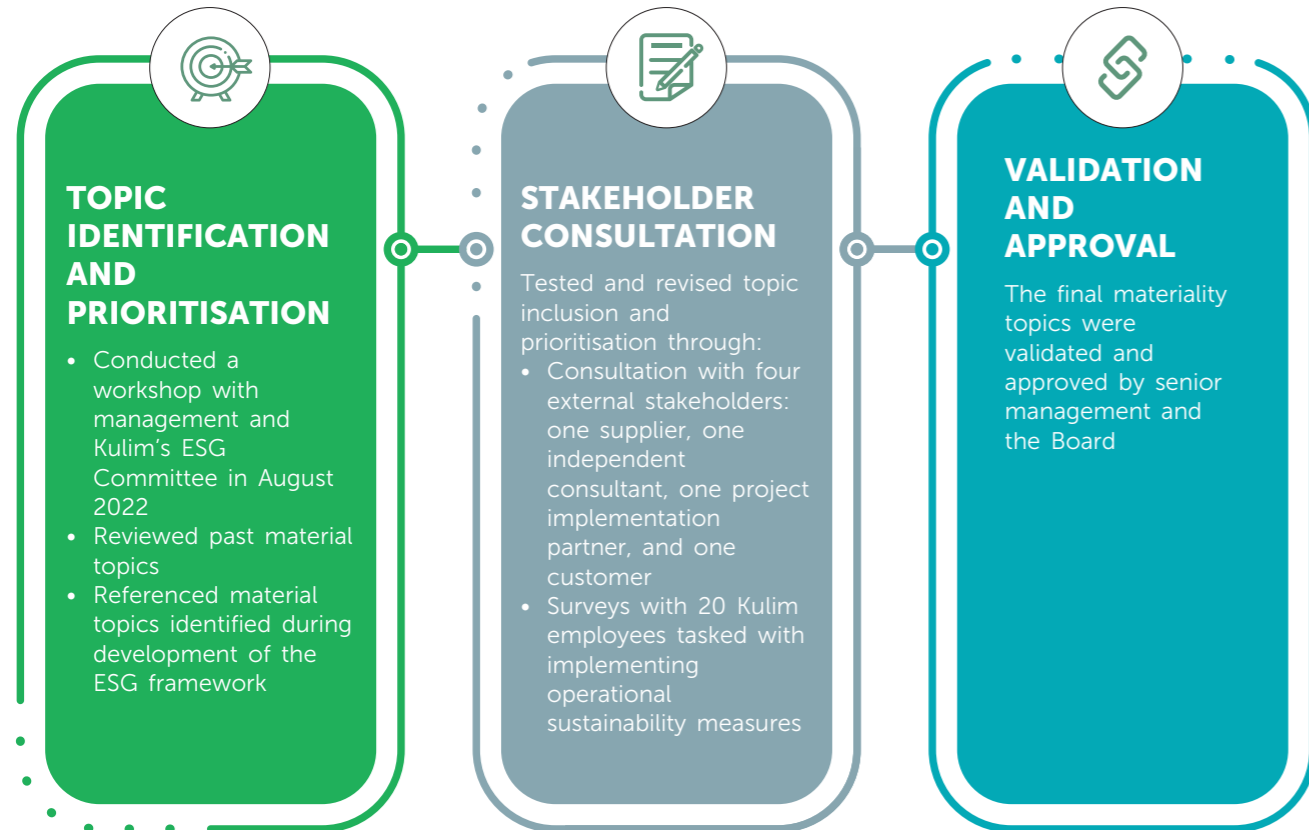 TOPIC
IDENTIFICATION
AND
PRIORITISATION
• Conducted a
workshop with
management and
Kulim’s ESG
Committee in August
2022
• Reviewed past material
topics
• Referenced material
topics identified during
development of the
ESG framework
STAKEHOLDER
CONSULTATION
Tested and revised topic
inclusion and
prioritisation through:
• Consultation with four
external stakeholders:
one supplier, one
independent
consultant, one project
implementation
partner, and one
customer
• Surveys with 20 Kulim
employees tasked with
implementing
operational
sustainability measures
VALIDATION
AND
APPROVAL
The final materiality
topics were
validated and
approved by senior
management and
the Board